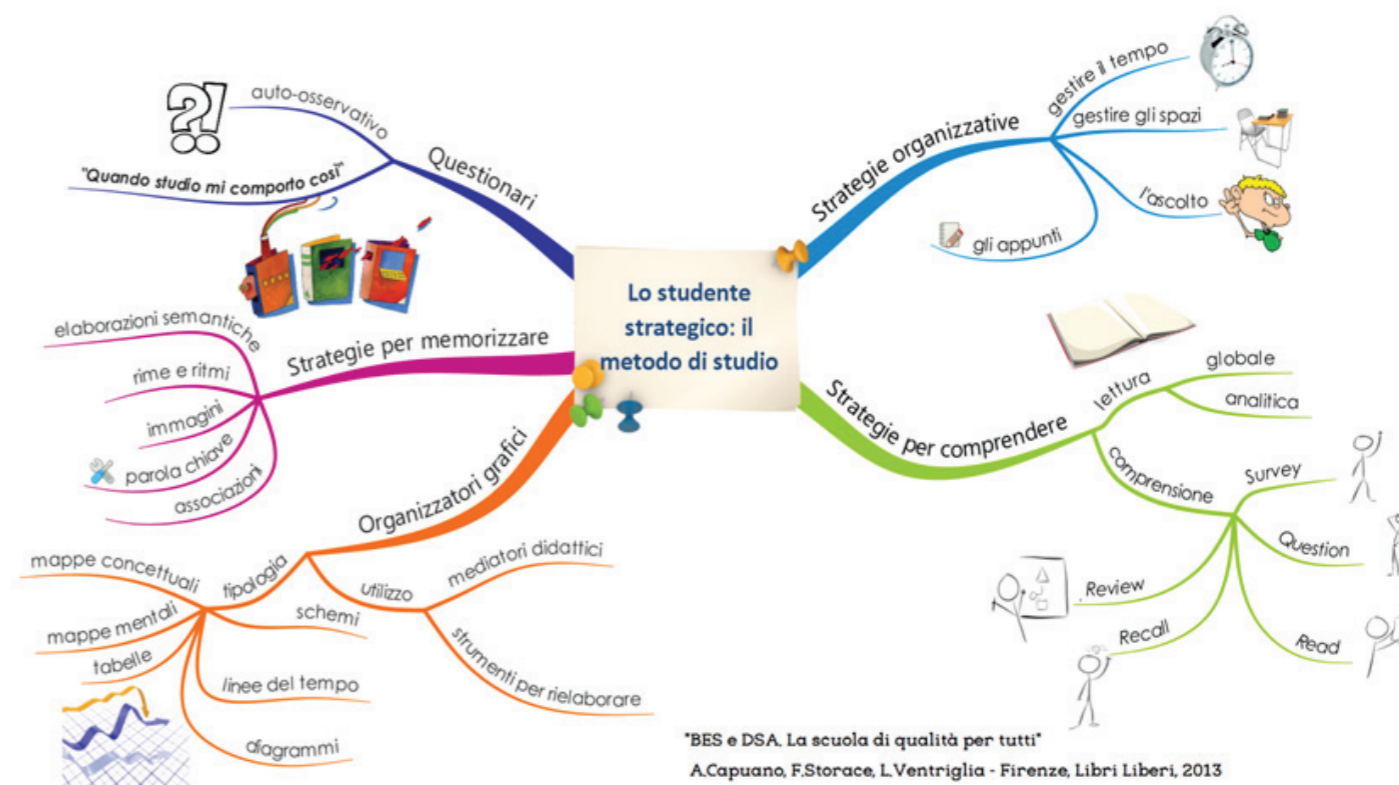 Lo studente
strategico: il
metodo di studio
Strategie organizzative
gestire il tempo
gestire gli spazi
l'ascolto
gli appunti
Strategie per comprendere
lettura
globale
analitica
comprensione
Survey
Question
Read
Recall
.Review
Organizzatori grafici
tipologia
mappe concettuali
mappe mentali
tabelle
schemi
linee del tempo
diagrammi
utilizzo
mediatori didattici
strumenti per rielaborare
Strategie per memorizzare
elaborazioni semantiche
rime e ritmi
immagini
parola chiave
associazioni
Questionari
auto-osservativo
"Quando studio mi comporto così"
?!
"BES e DSA. La scuola di qualità per tutti"
A.Capuano, F.Storace, L.Ventriglia - Firenze, Libri Liberi, 2013